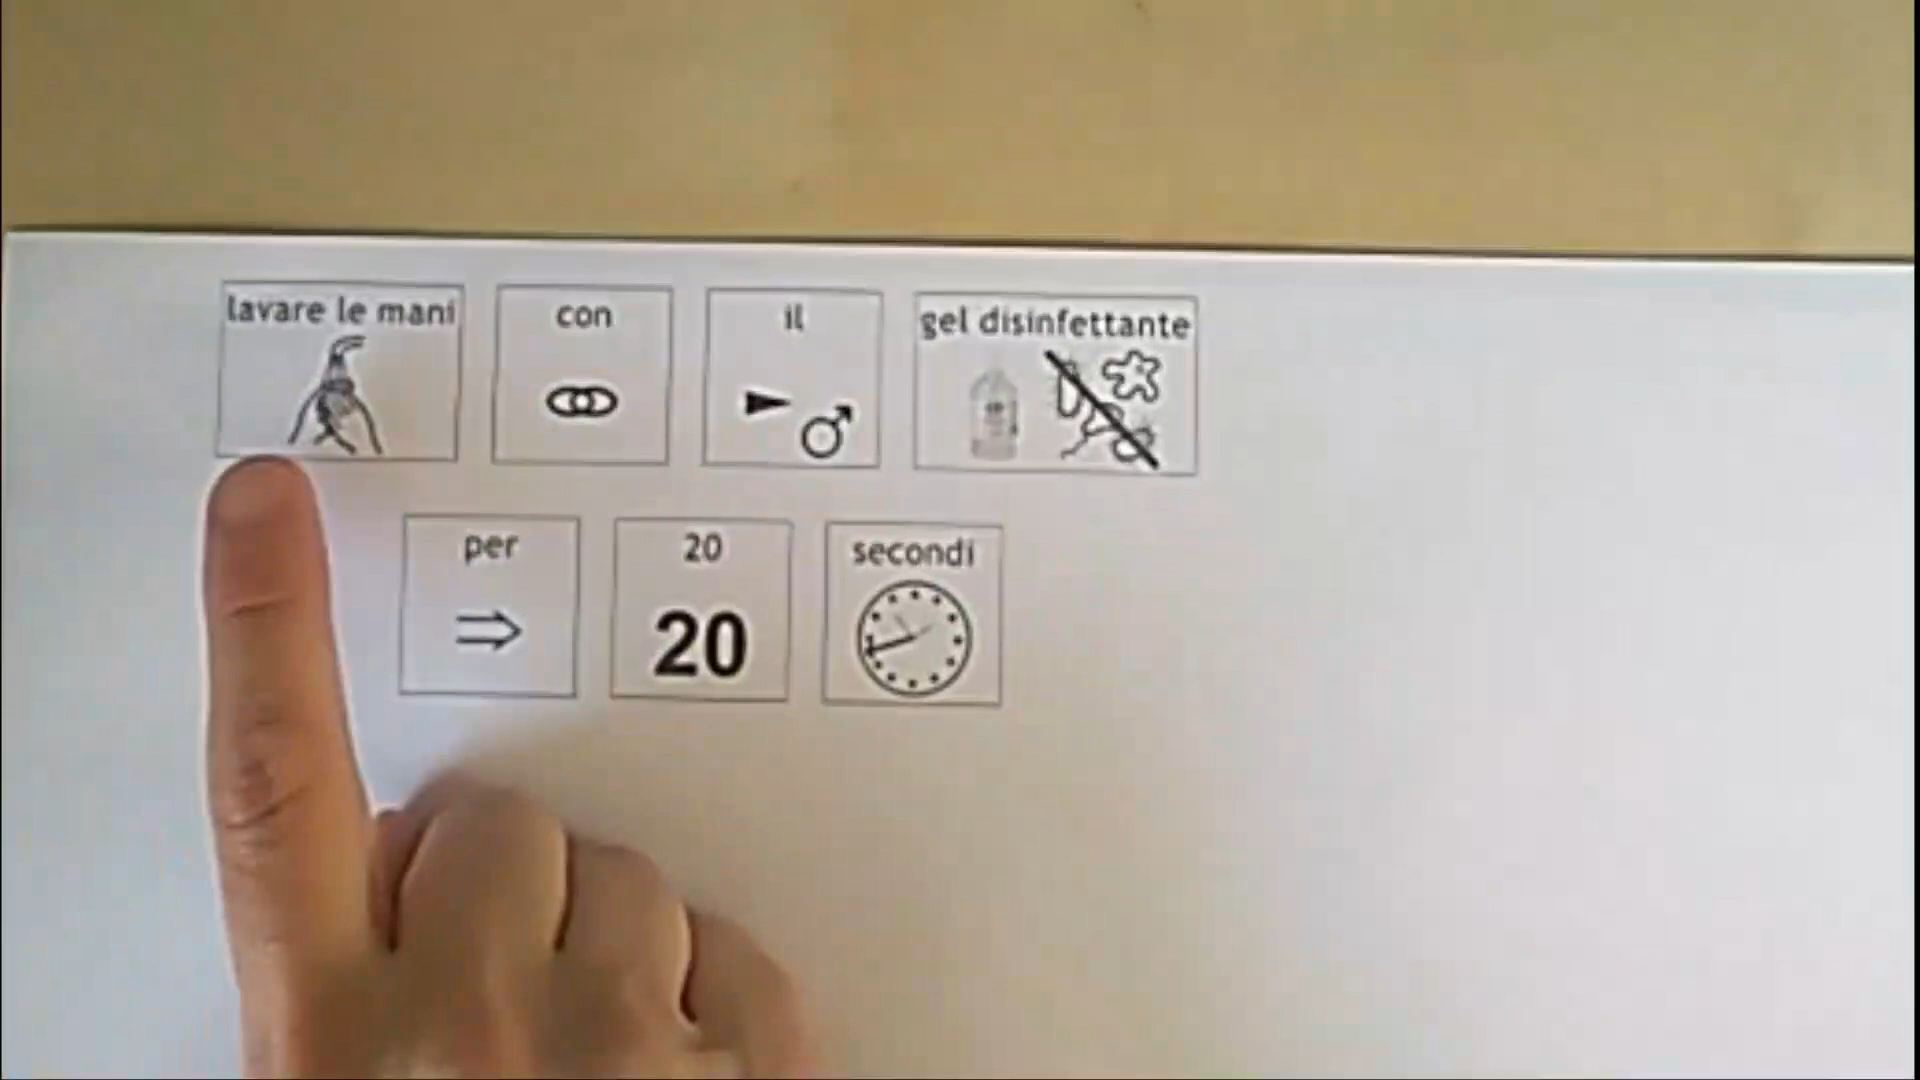 lavare le mani con il gel disinfettante
per 20 secondi
20